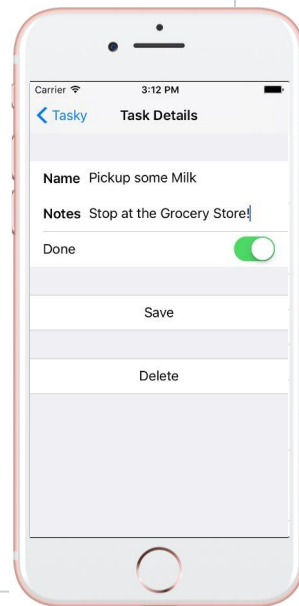 Carrier 3:12 PM
Tasky Task Details
Name Pickup some Milk
Notes Stop at the Grocery Store!
Done
Save
Delete